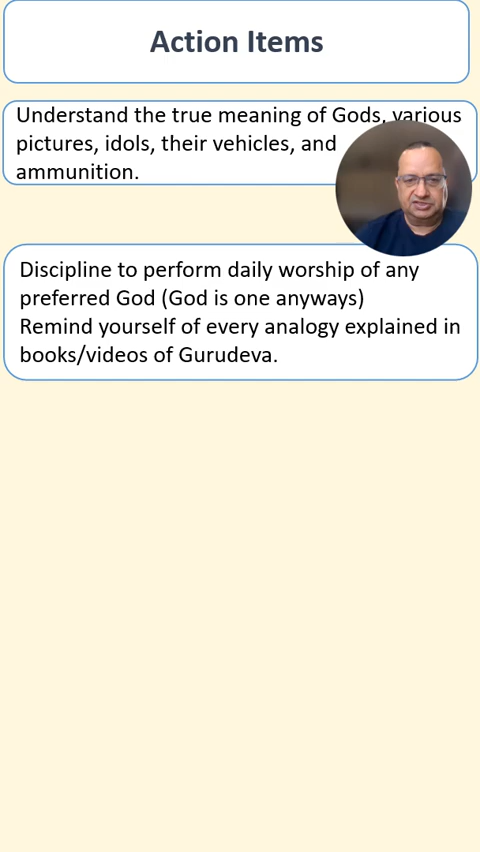 Action Items
Understand the true meaning of Gods, various
pictures, idols, their vehicles, and
ammunition.
Discipline to perform daily worship of any
preferred God (God is one anyways)
Remind yourself of every analogy explained in
books/videos of Gurudeva.